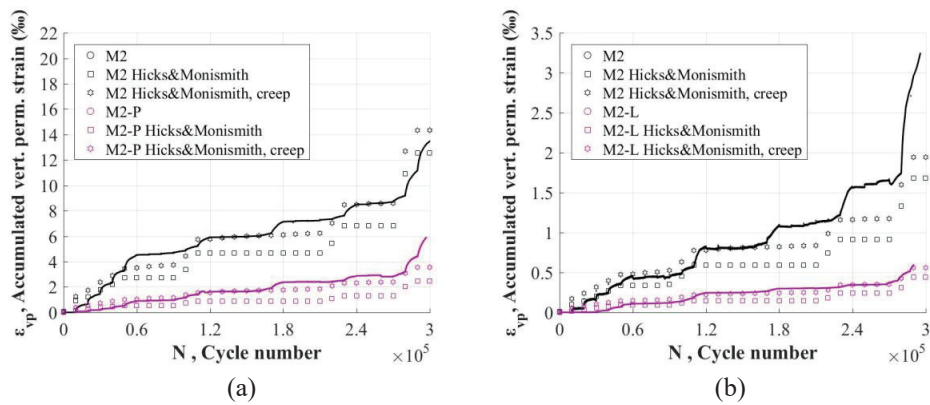 ε_vp, Accumulated vert. perm. strain (‰)
22
20
18
16
14
12
10
8
6
4
2
0
M2
M2 Hicks&Monismith
M2 Hicks&Monismith, creep
M2-P
M2-P Hicks&Monismith
M2-P Hicks&Monismith, creep
0 0.6 1.2 1.8 2.4 3
×10⁵
N , Cycle number
(a)
ε_vp, Accumulated vert. perm. strain (‰)
3.5
3
2.5
2
1.5
1
0.5
0
M2
M2 Hicks&Monismith
M2 Hicks&Monismith, creep
M2-L
M2-L Hicks&Monismith
M2-L Hicks&Monismith, creep
0 0.6 1.2 1.8 2.4 3
×10⁵
N , Cycle number
(b)